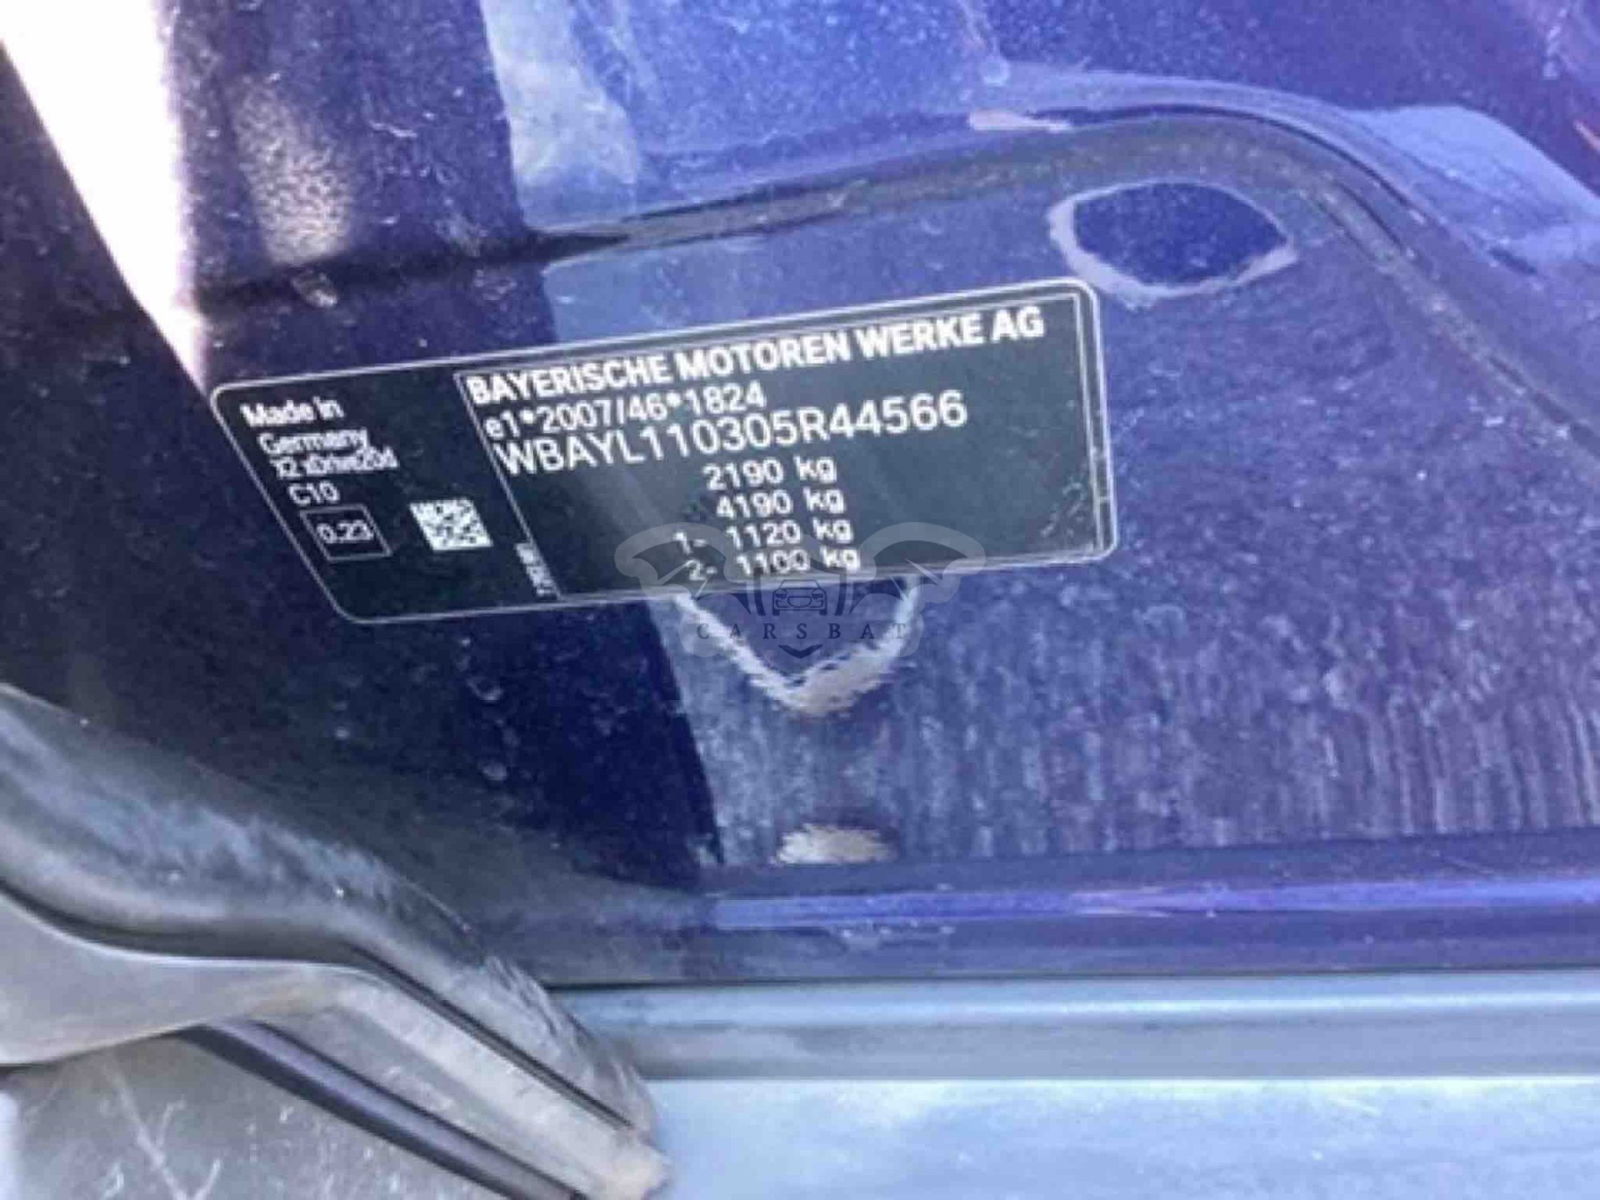 Made in
Germany
X2 xDrive20d
C10
0.23
BAYERISCHE MOTOREN WERKE AG
e1*2007/46*1824
WBAYL110305R44566
2190 kg
4190 kg
1- 1120 kg
2- 1100 kg
CARSBAT